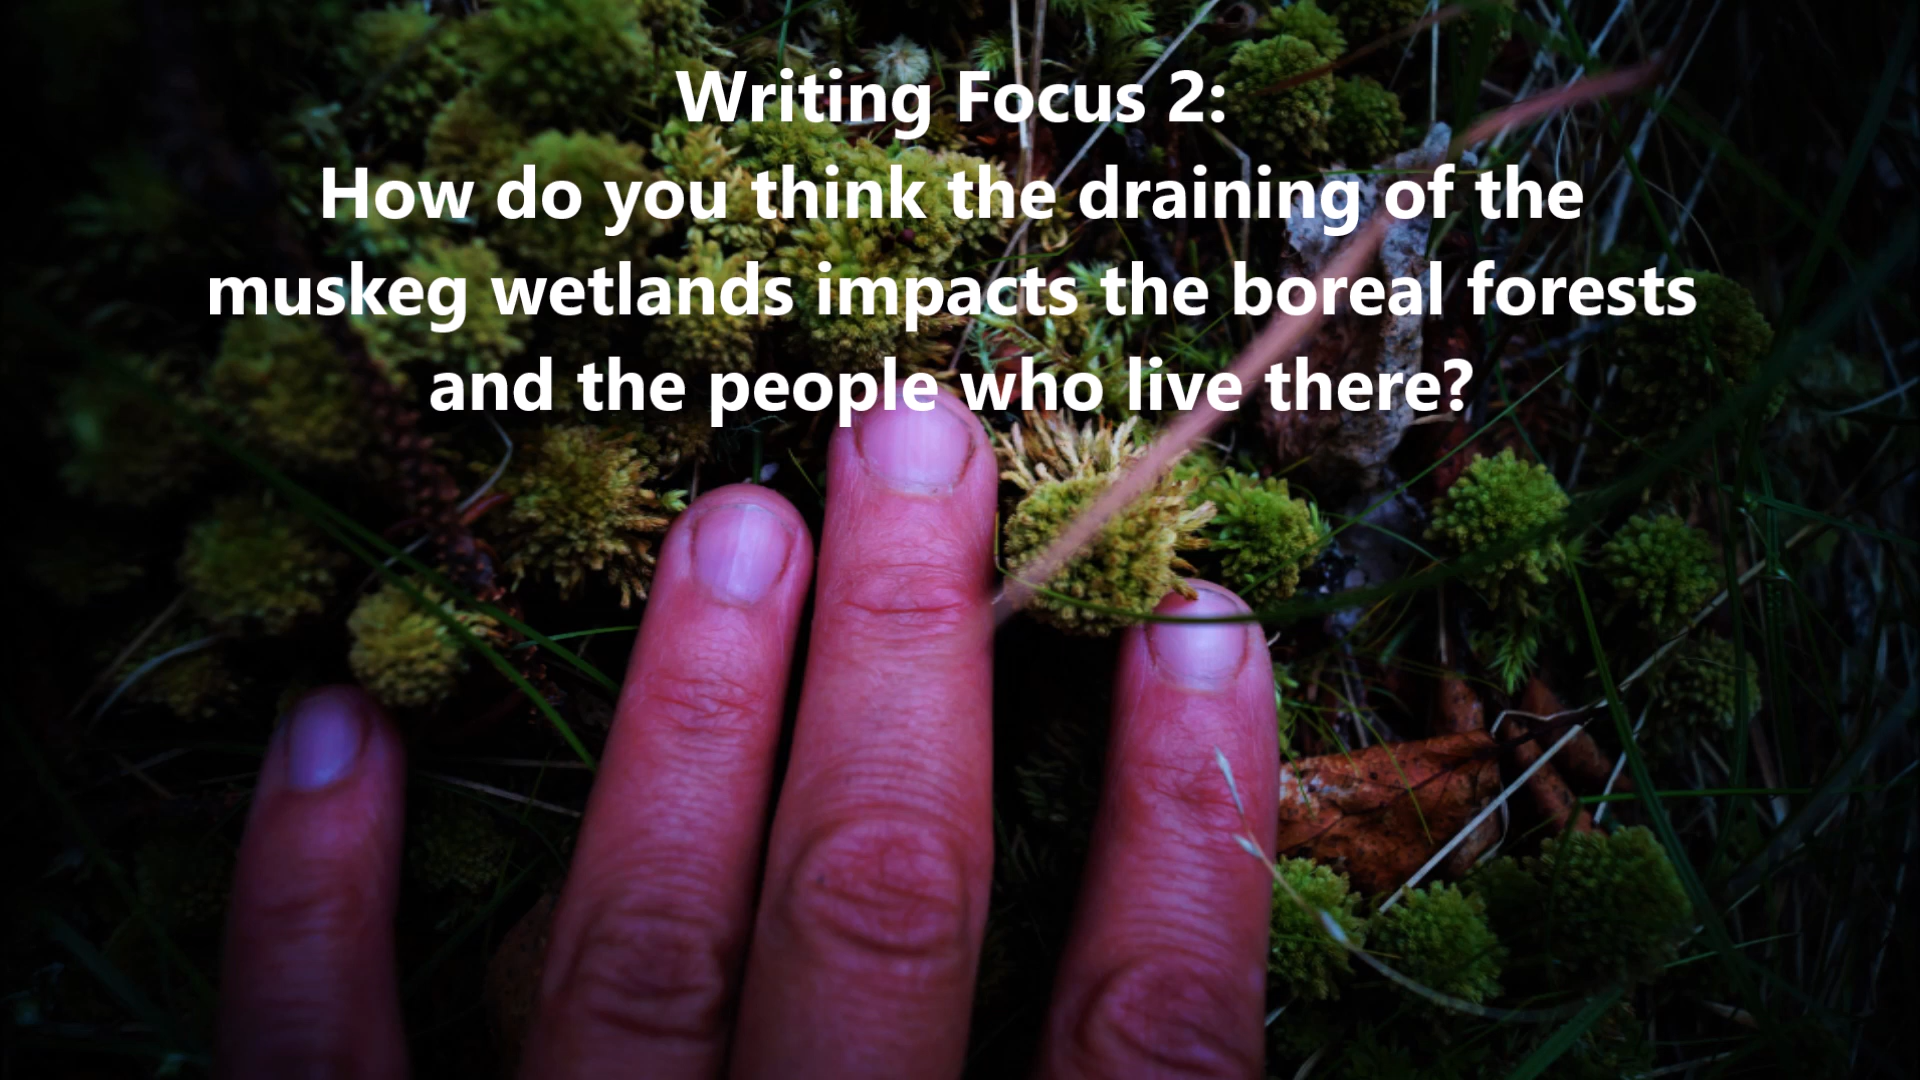 Writing Focus 2:
How do you think the draining of the
muskeg wetlands impacts the boreal forests
and the people who live there?